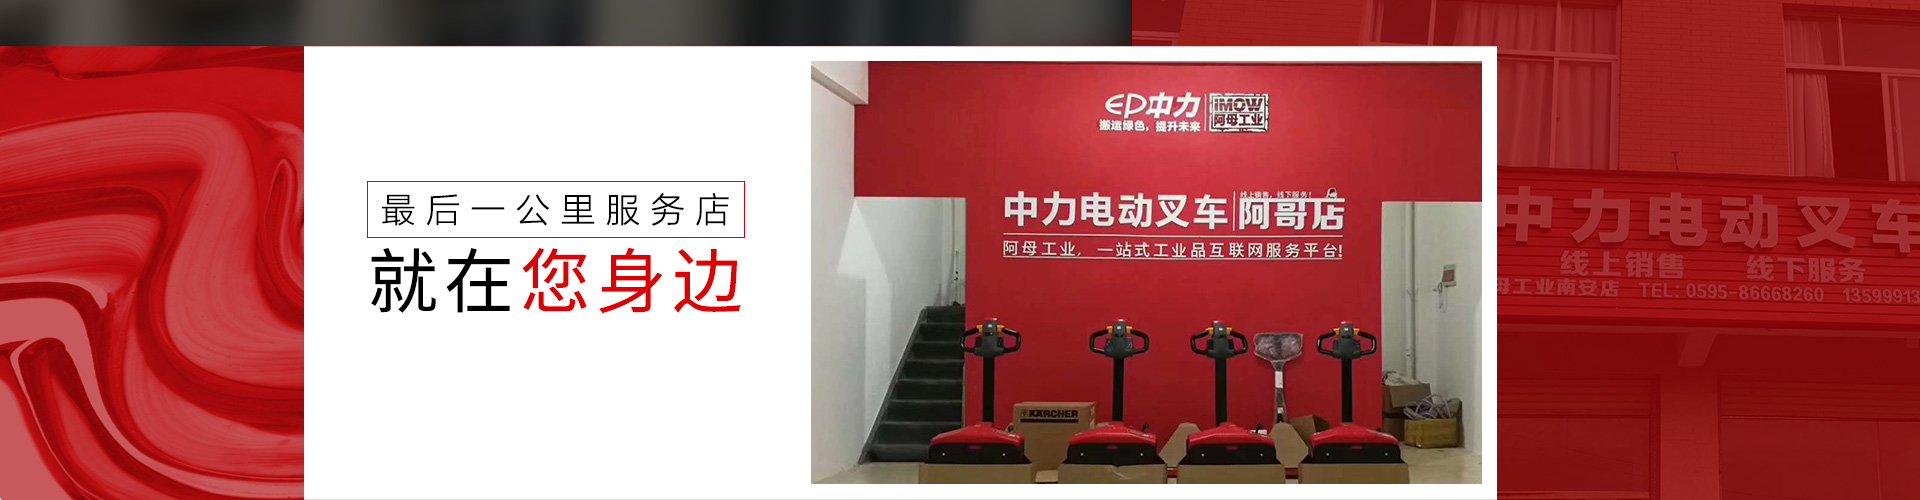 最后一公里服务店
就在您身边
EP中力
搬运绿色，提升未来
IMOW
阿母工业
中力电动叉车
线上销售，线下服务！
阿哥店
阿母工业，一站式工业品互联网服务平台!
KARCHER
中力电动叉车
线上销售 线下服务
母工业南安店 TEL:0595-86668260 13599913